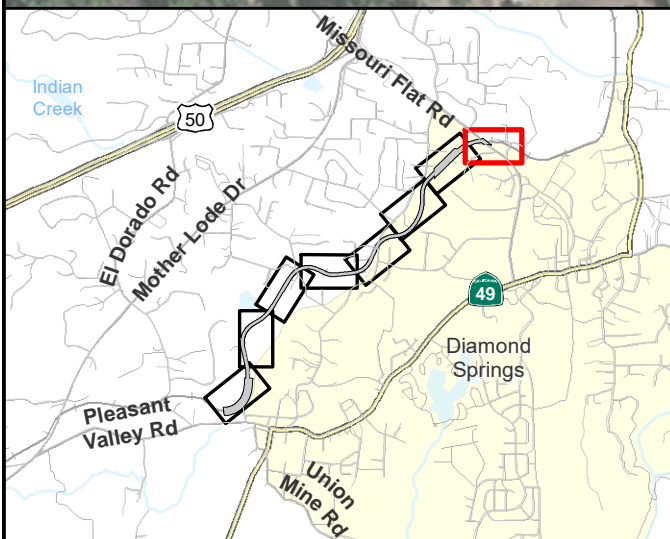 Missouri Flat Rd
Indian
Creek
50
El Dorado Rd
Mother Lode Dr
CALIFORNIA
49
Diamond
Springs
Pleasant
Valley Rd
Union
Mine Rd